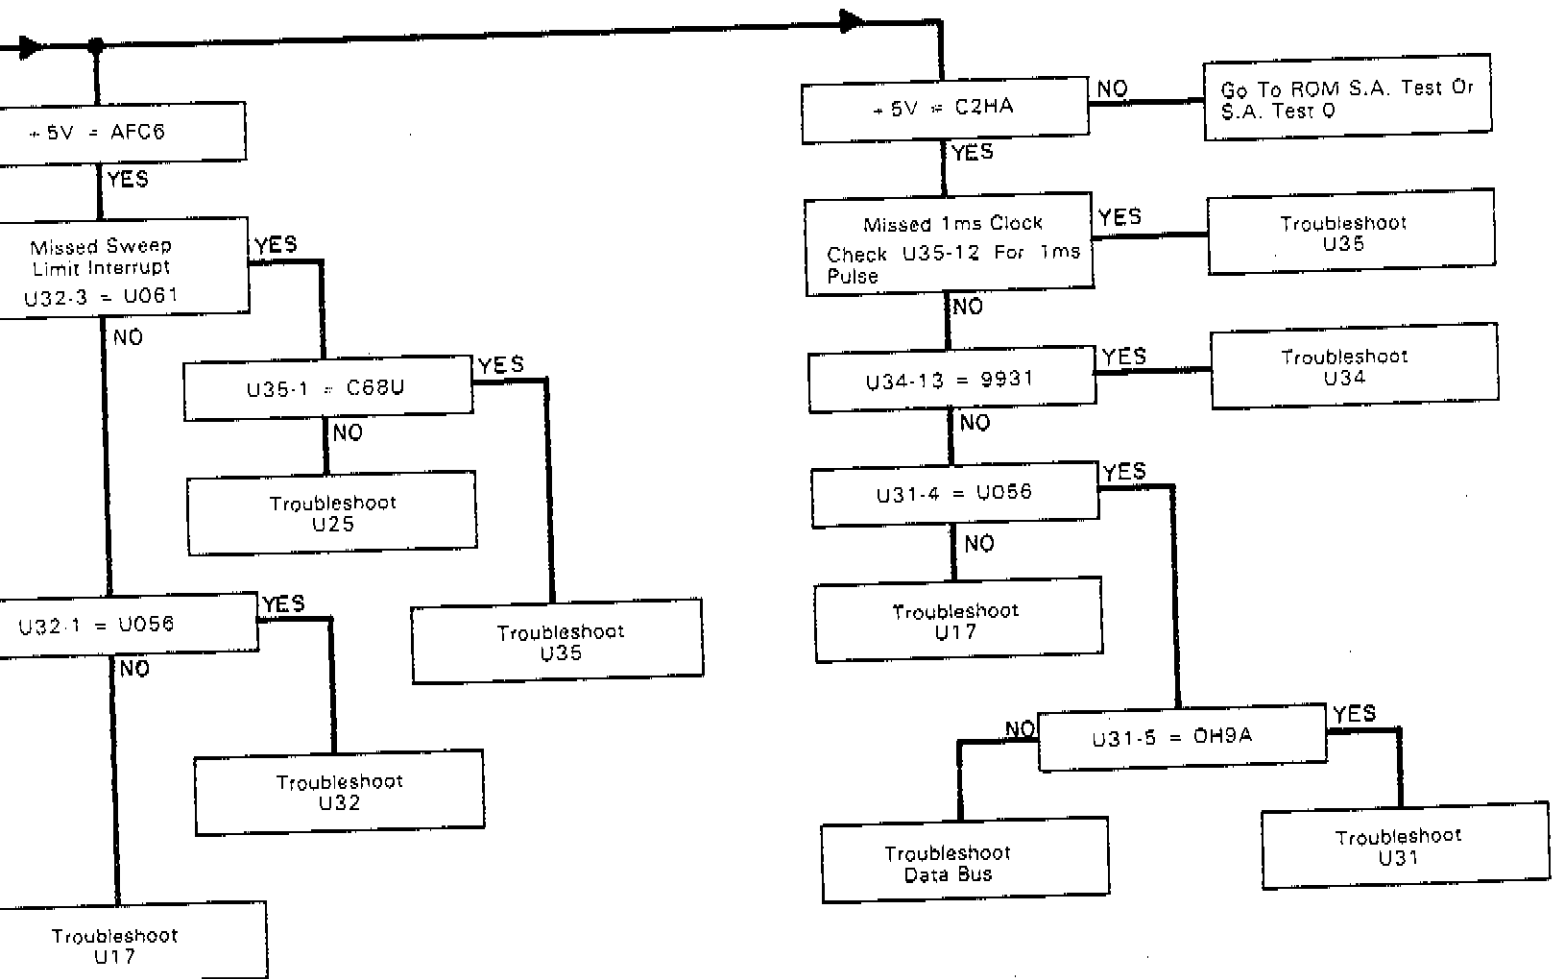 +5V = AFC6
YES
Missed Sweep
Limit Interrupt
U32-3 = U061
YES
NO
U35-1 = C68U
YES
NO
Troubleshoot
U25
Troubleshoot
U35
U32-1 = U056
YES
NO
Troubleshoot
U32
Troubleshoot
U17
+5V = C2HA
NO
Go To ROM S.A. Test Or
S.A. Test 0
YES
Missed 1ms Clock
Check U35-12 For 1ms
Pulse
YES
Troubleshoot
U35
NO
U34-13 = 9931
YES
Troubleshoot
U34
NO
U31-4 = U056
YES
NO
Troubleshoot
U17
NO
U31-5 = 0H9A
YES
Troubleshoot
Data Bus
Troubleshoot
U31